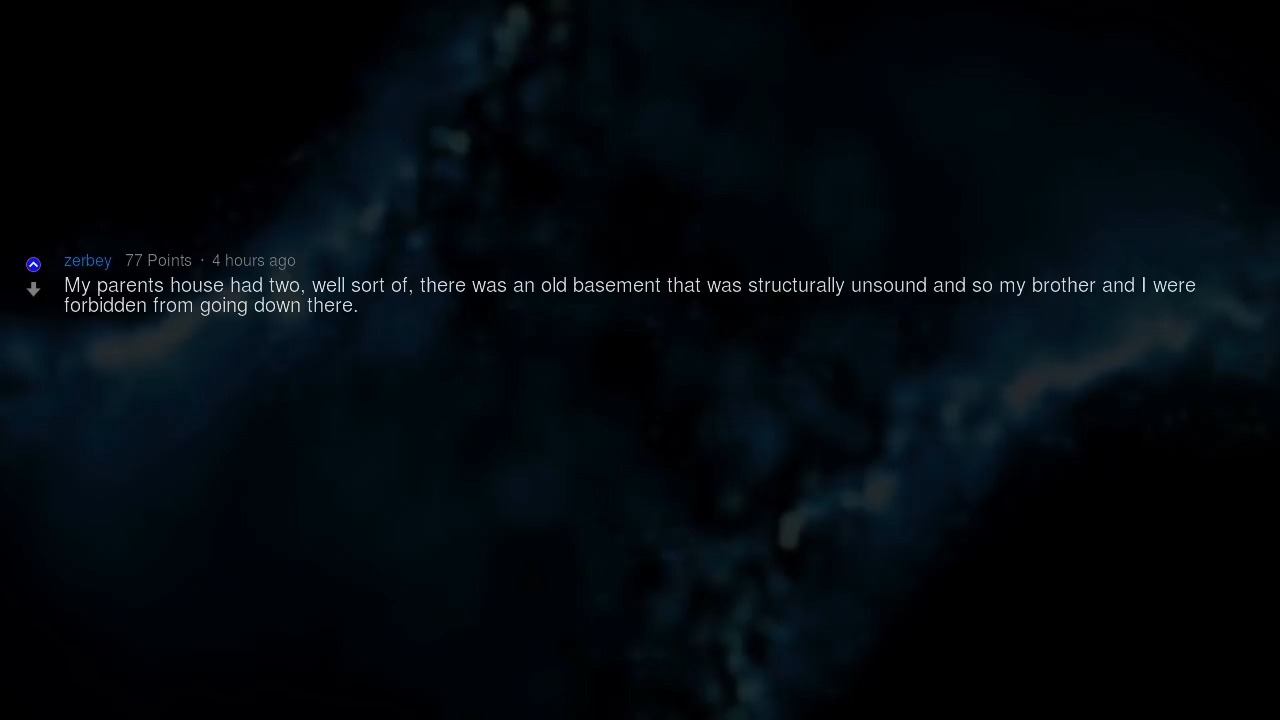 zerbey 77 Points · 4 hours ago
My parents house had two, well sort of, there was an old basement that was structurally unsound and so my brother and I were
forbidden from going down there.